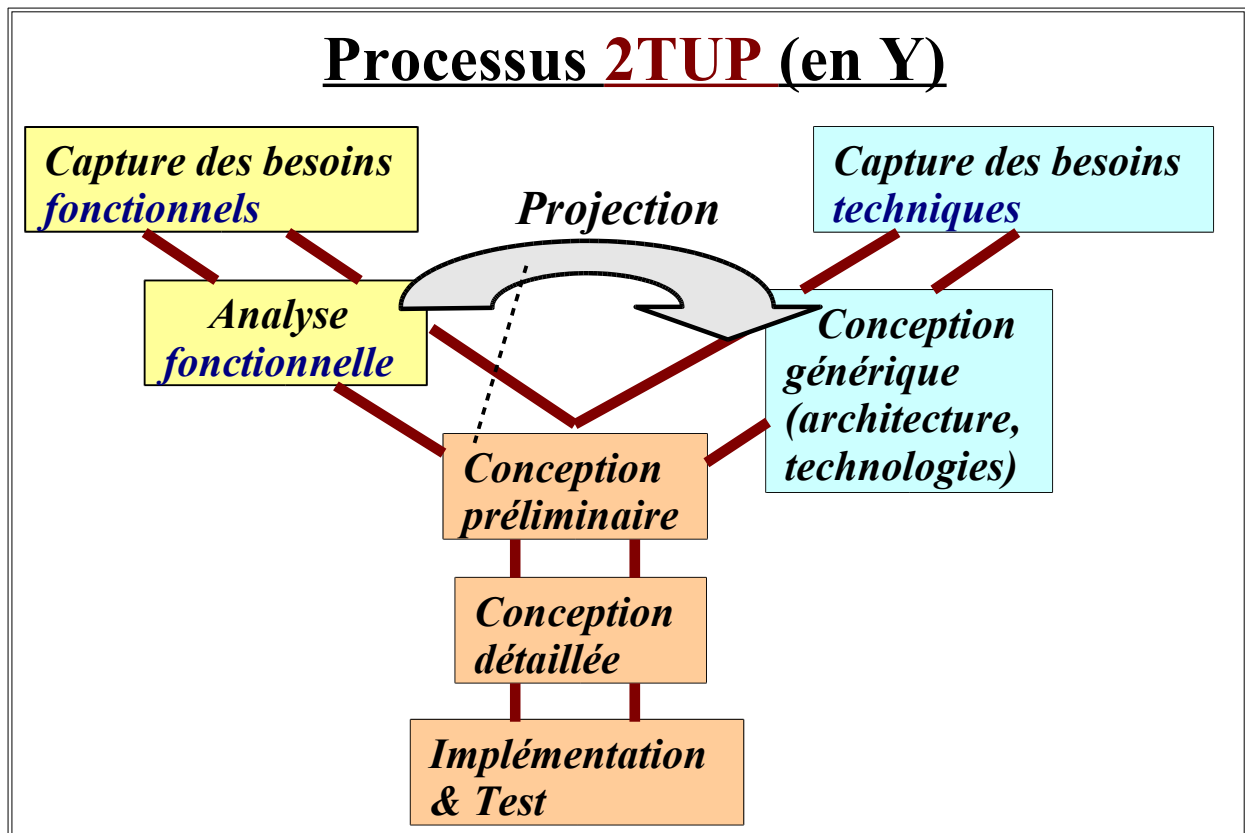 Processus 2TUP (en Y)
Capture des besoins
fonctionnels
Capture des besoins
techniques
Projection
Analyse
fonctionnelle
Conception
générique
(architecture,
technologies)
Conception
préliminaire
Conception
détaillée
Implémentation
& Test